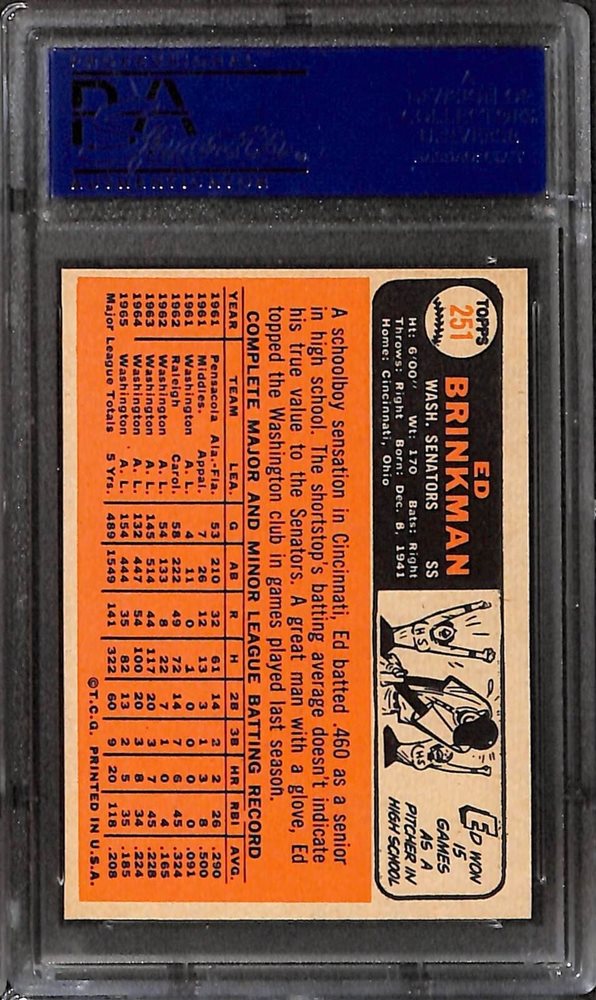 TOPPS
251
ED
BRINKMAN
WASH. SENATORS SS
Ht: 6'00" Wt: 170 Bats: Right
Throws: Right Born: Dec. 8, 1941
Home: Cincinnati, Ohio
HS
HS
ED WON
15
GAMES
AS A
PITCHER IN
HIGH SCHOOL
A schoolboy sensation in Cincinnati, Ed batted .460 as a senior
in high school. The shortstop's batting average doesn't indicate
his true value to the Senators. A great man with a glove, Ed
topped the Washington club in games played last season.
COMPLETE MAJOR AND MINOR LEAGUE BATTING RECORD
YEAR TEAM LEA. G AB R H 2B 3B HR RBI AVG.
1961 Pensacola Ala.-Fla. 53 210 32 61 14 2 2 26 .290
1961 Middles. Appal. 7 26 12 13 3 1 3 8 .500
1961 Washington A. L. 4 11 0 1 0 0 0 0 .091
1962 Raleigh Carol. 58 222 49 72 14 7 6 45 .324
1962 Washington A. L. 54 133 8 22 7 1 0 4 .165
1963 Washington A. L. 145 514 44 117 20 3 7 45 .228
1964 Washington A. L. 132 447 54 100 20 3 8 34 .224
1965 Washington A. L. 154 444 35 82 13 2 5 35 .185
Major League Totals 5 Yrs. 489 1549 141 322 60 9 20 118 .208
©T.C.G. PRINTED IN U.S.A.